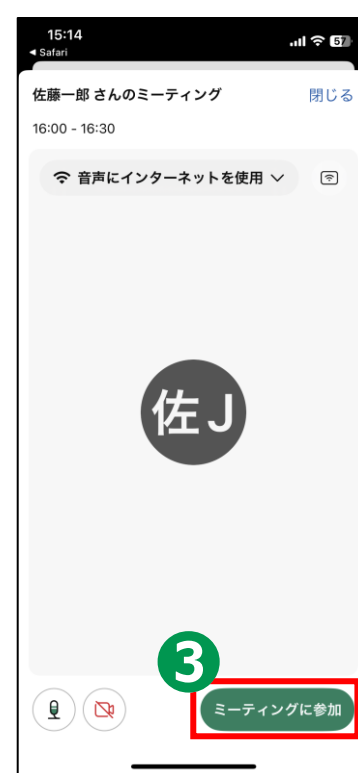 15:14
57
◀ Safari
佐藤一郎 さんのミーティング
閉じる
16:00 - 16:30
音声にインターネットを使用
佐 J
3
ミーティングに参加